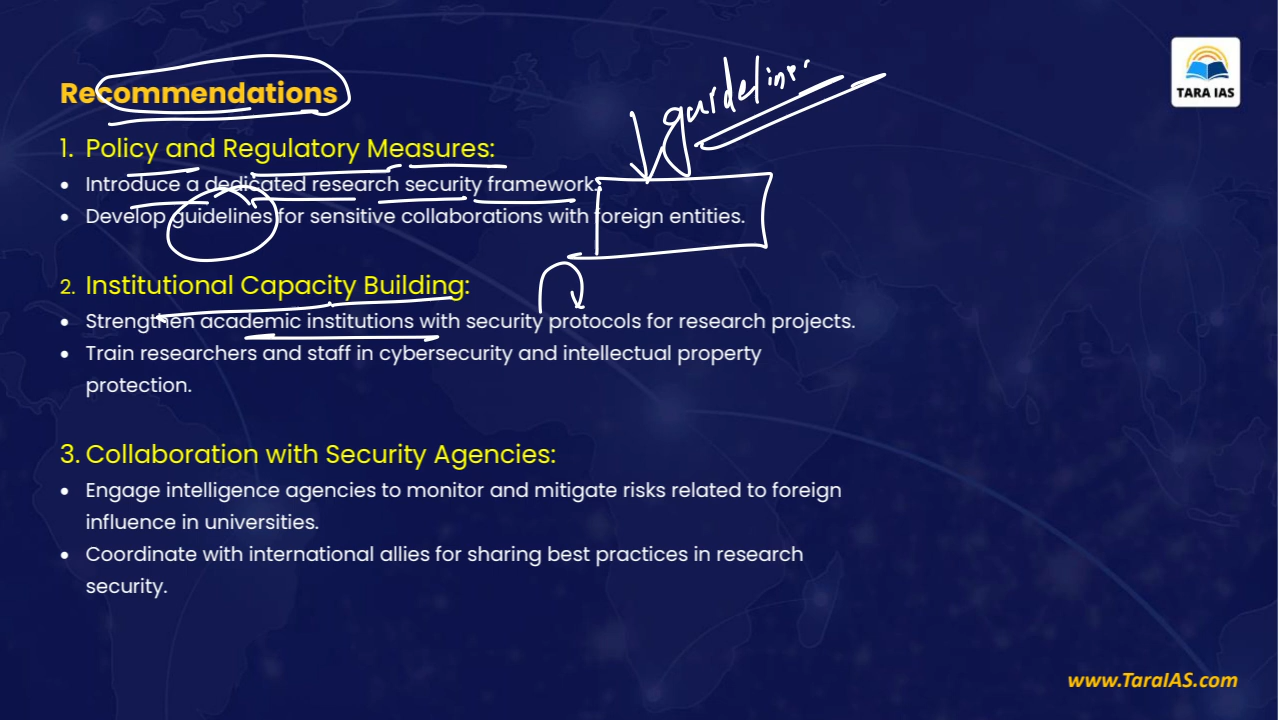 Recommendations
guidelines
1. Policy and Regulatory Measures:
• Introduce a dedicated research security framework.
• Develop guidelines for sensitive collaborations with foreign entities.
2. Institutional Capacity Building:
• Strengthen academic institutions with security protocols for research projects.
• Train researchers and staff in cybersecurity and intellectual property
protection.
3. Collaboration with Security Agencies:
• Engage intelligence agencies to monitor and mitigate risks related to foreign
influence in universities.
• Coordinate with international allies for sharing best practices in research
security.
TARA IAS
www.TaraIAS.com